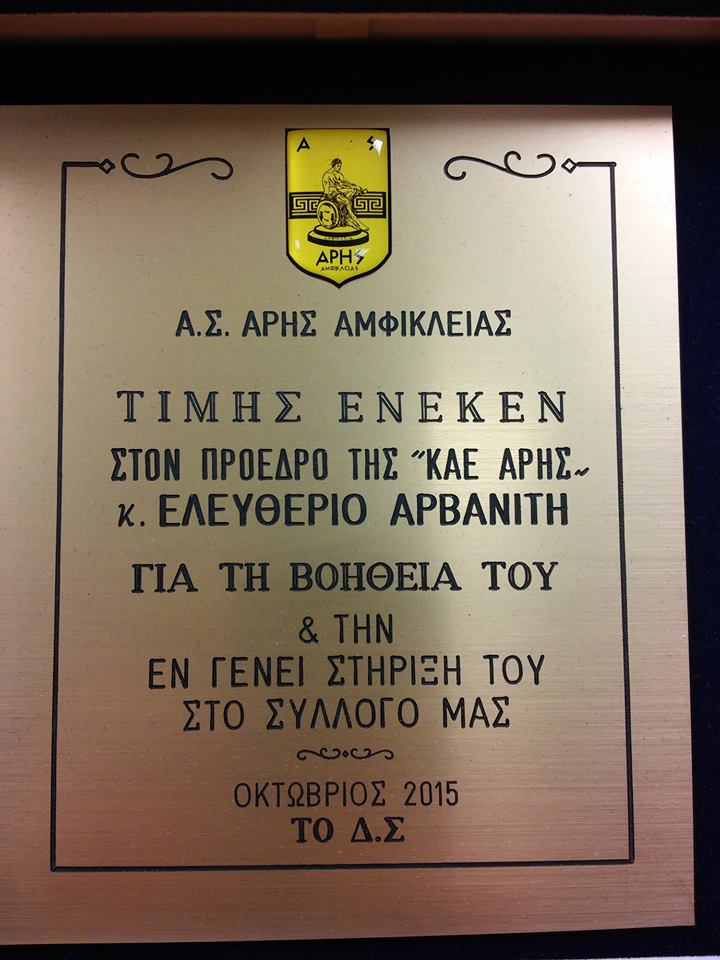 Α Σ
ΑΡΗΣ
ΑΜΦΙΚΛΕΙΑΣ
Α.Σ. ΑΡΗΣ ΑΜΦΙΚΛΕΙΑΣ
ΤΙΜΗΣ ΕΝΕΚΕΝ
ΣΤΟΝ ΠΡΟΕΔΡΟ ΤΗΣ "ΚΑΕ ΑΡΗΣ"
κ. ΕΛΕΥΘΕΡΙΟ ΑΡΒΑΝΙΤΗ
ΓΙΑ ΤΗ ΒΟΗΘΕΙΑ ΤΟΥ
& ΤΗΝ
ΕΝ ΓΕΝΕΙ ΣΤΗΡΙΞΗ ΤΟΥ
ΣΤΟ ΣΥΛΛΟΓΟ ΜΑΣ
ΟΚΤΩΒΡΙΟΣ 2015
ΤΟ Δ.Σ